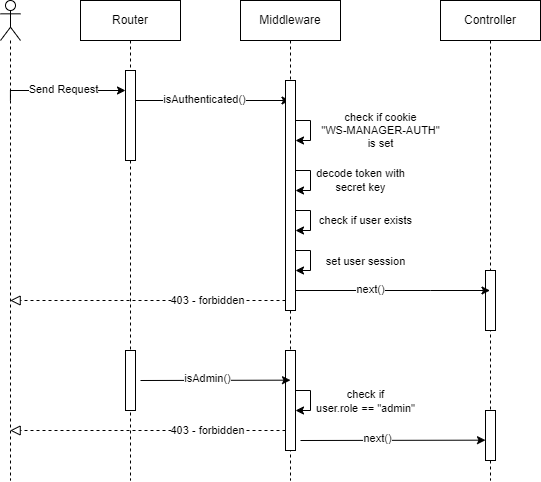 Router
Middleware
Controller
Send Request
isAuthenticated()
check if cookie
"WS-MANAGER-AUTH"
is set
decode token with
secret key
check if user exists
set user session
next()
403 - forbidden
isAdmin()
check if
user.role == "admin"
403 - forbidden
next()